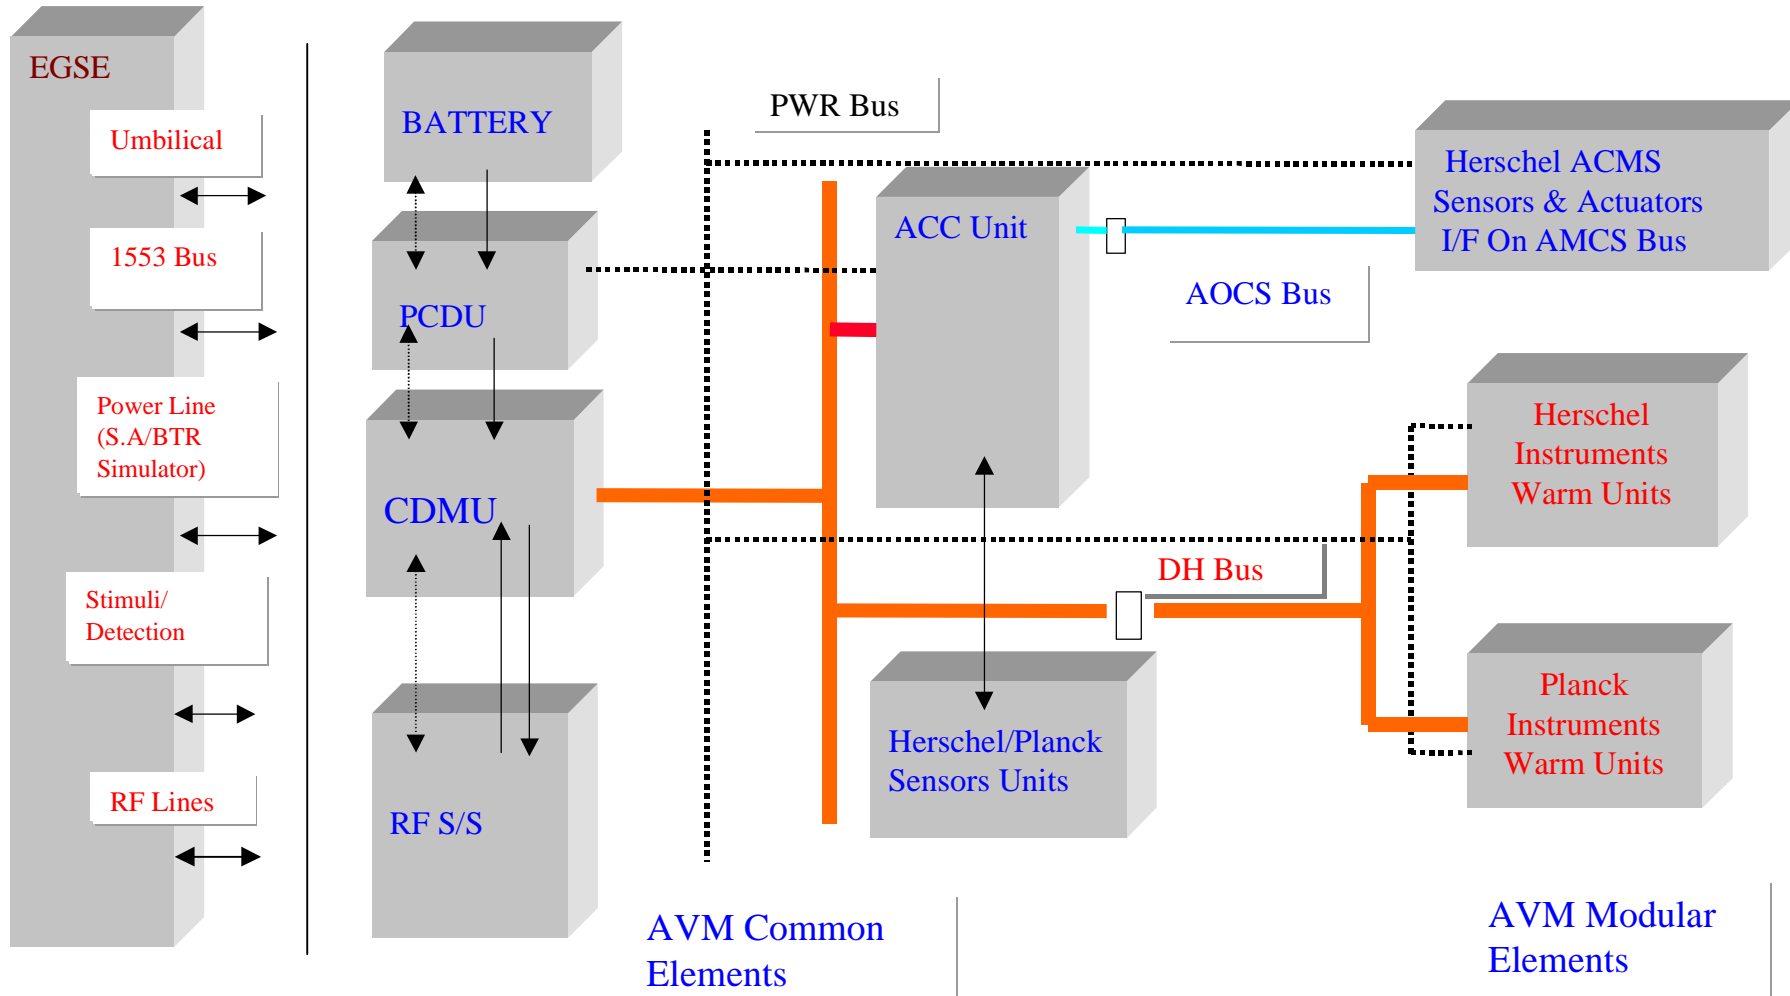 EGSE
Umbilical
1553 Bus
Power Line
(S.A/BTR
Simulator)
Stimuli/
Detection
RF Lines
BATTERY
PCDU
CDMU
RF S/S
PWR Bus
ACC Unit
AOCS Bus
DH Bus
Herschel/Planck
Sensors Units
Herschel ACMS
Sensors & Actuators
I/F On AMCS Bus
Herschel
Instruments
Warm Units
Planck
Instruments
Warm Units
AVM Common
Elements
AVM Modular
Elements